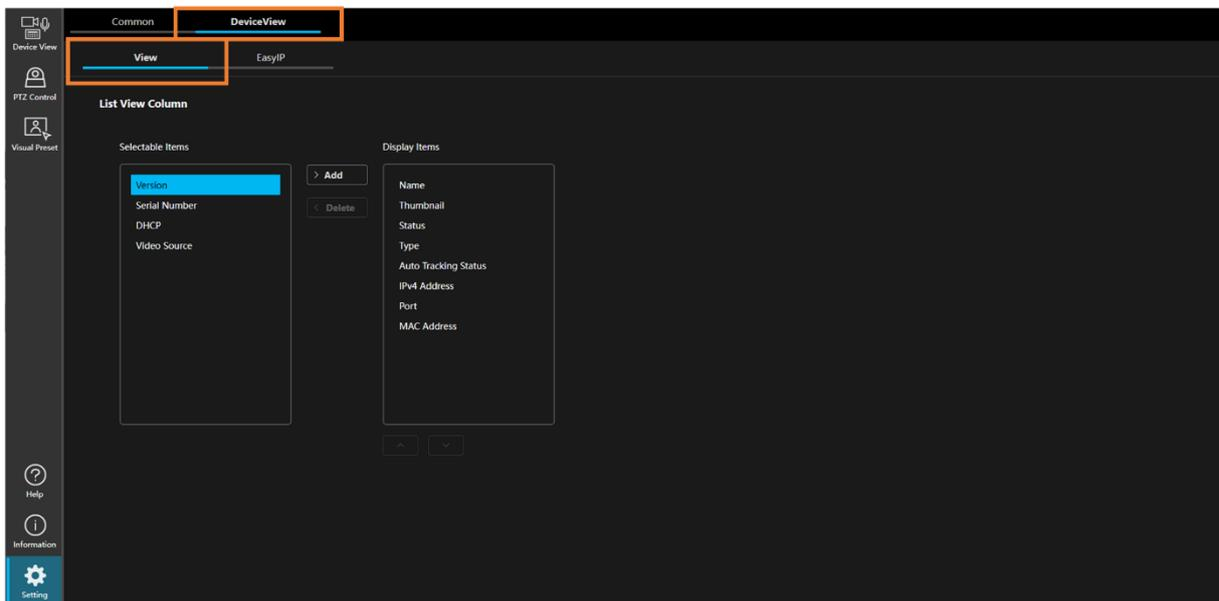 Device View
PTZ Control
Visual Preset
Help
Information
Setting
Common
DeviceView
View
EasyIP
List View Column
Selectable Items
Version
Serial Number
DHCP
Video Source
> Add
< Delete
Display Items
Name
Thumbnail
Status
Type
Auto Tracking Status
IPv4 Address
Port
MAC Address